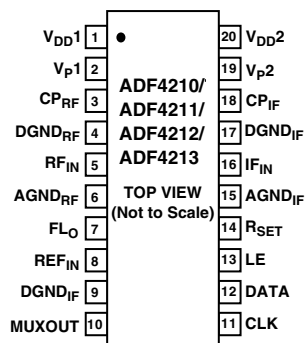 VDD1 1
VP1 2
CPRF 3
DGNDRF 4
RFIN 5
AGNDRF 6
FLO 7
REFIN 8
DGNDIF 9
MUXOUT 10
ADF4210/
ADF4211/
ADF4212/
ADF4213
TOP VIEW
(Not to Scale)
20 VDD2
19 VP2
18 CPIF
17 DGNDIF
16 IFIN
15 AGNDIF
14 RSET
13 LE
12 DATA
11 CLK